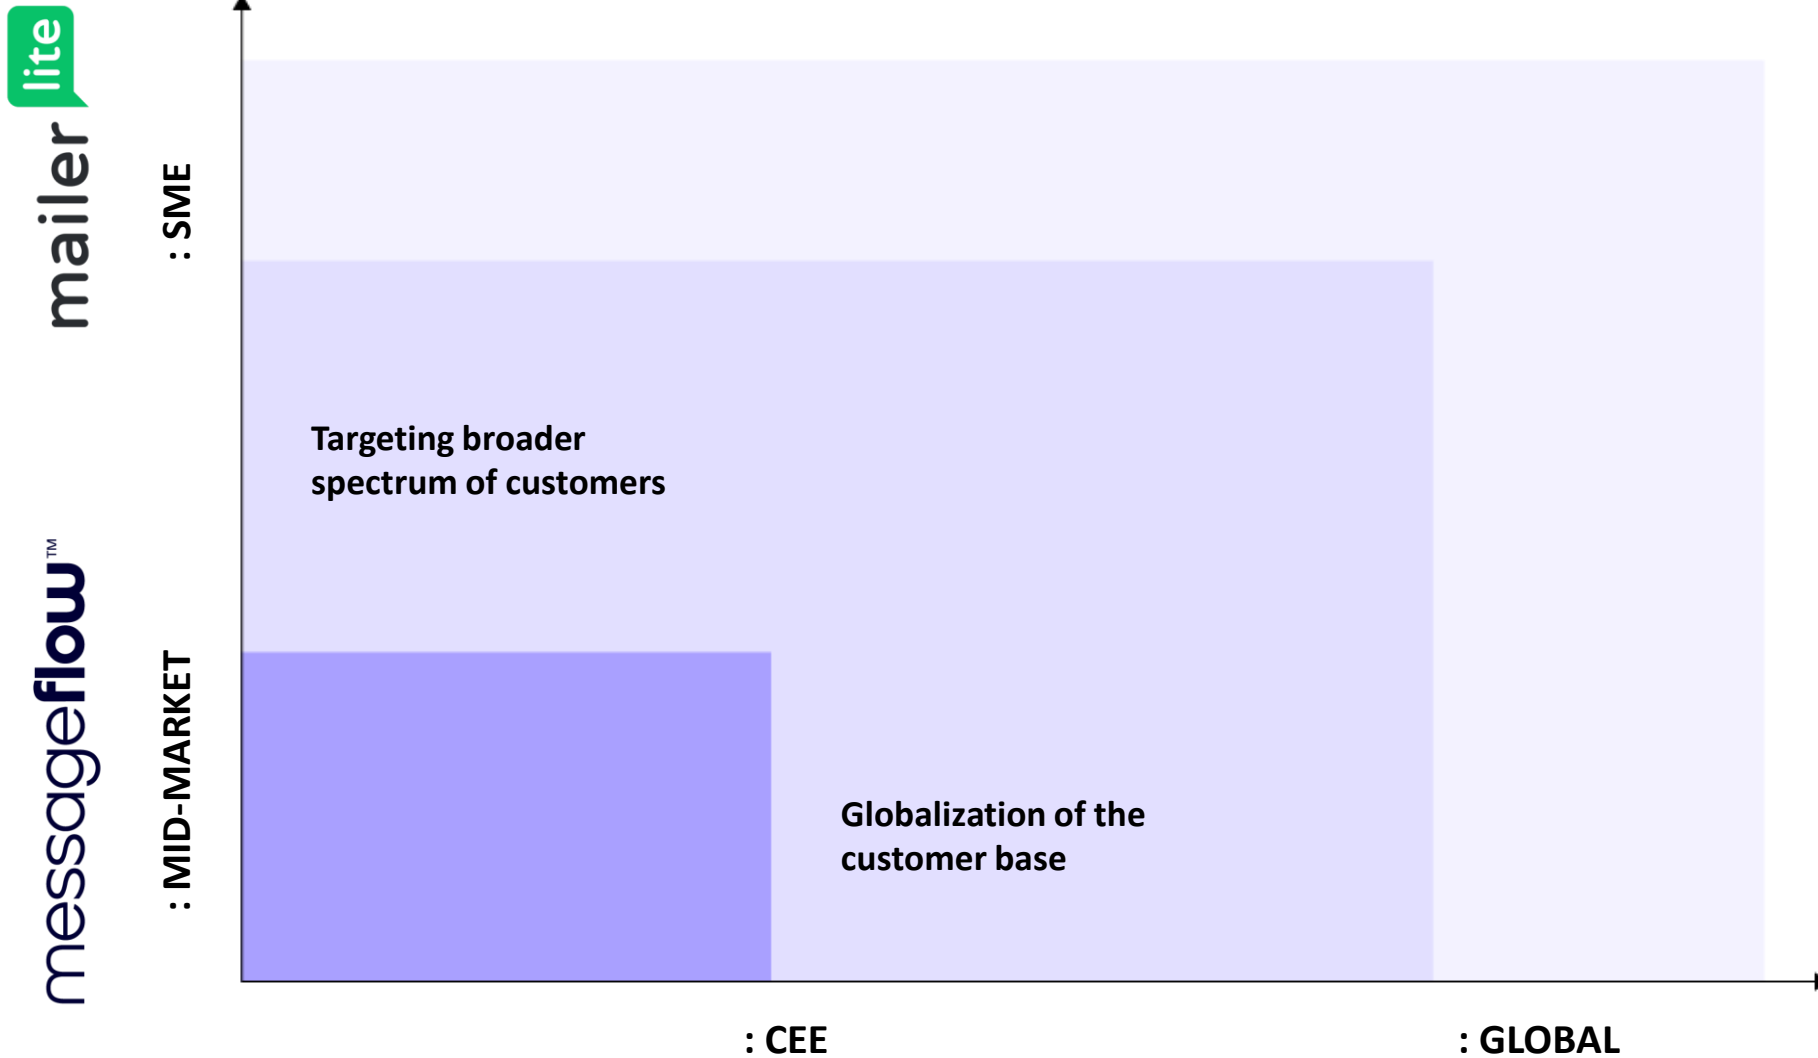 mailer lite
: SME
Targeting broader
spectrum of customers
messageflow™
: MID-MARKET
Globalization of the
customer base
: CEE
: GLOBAL